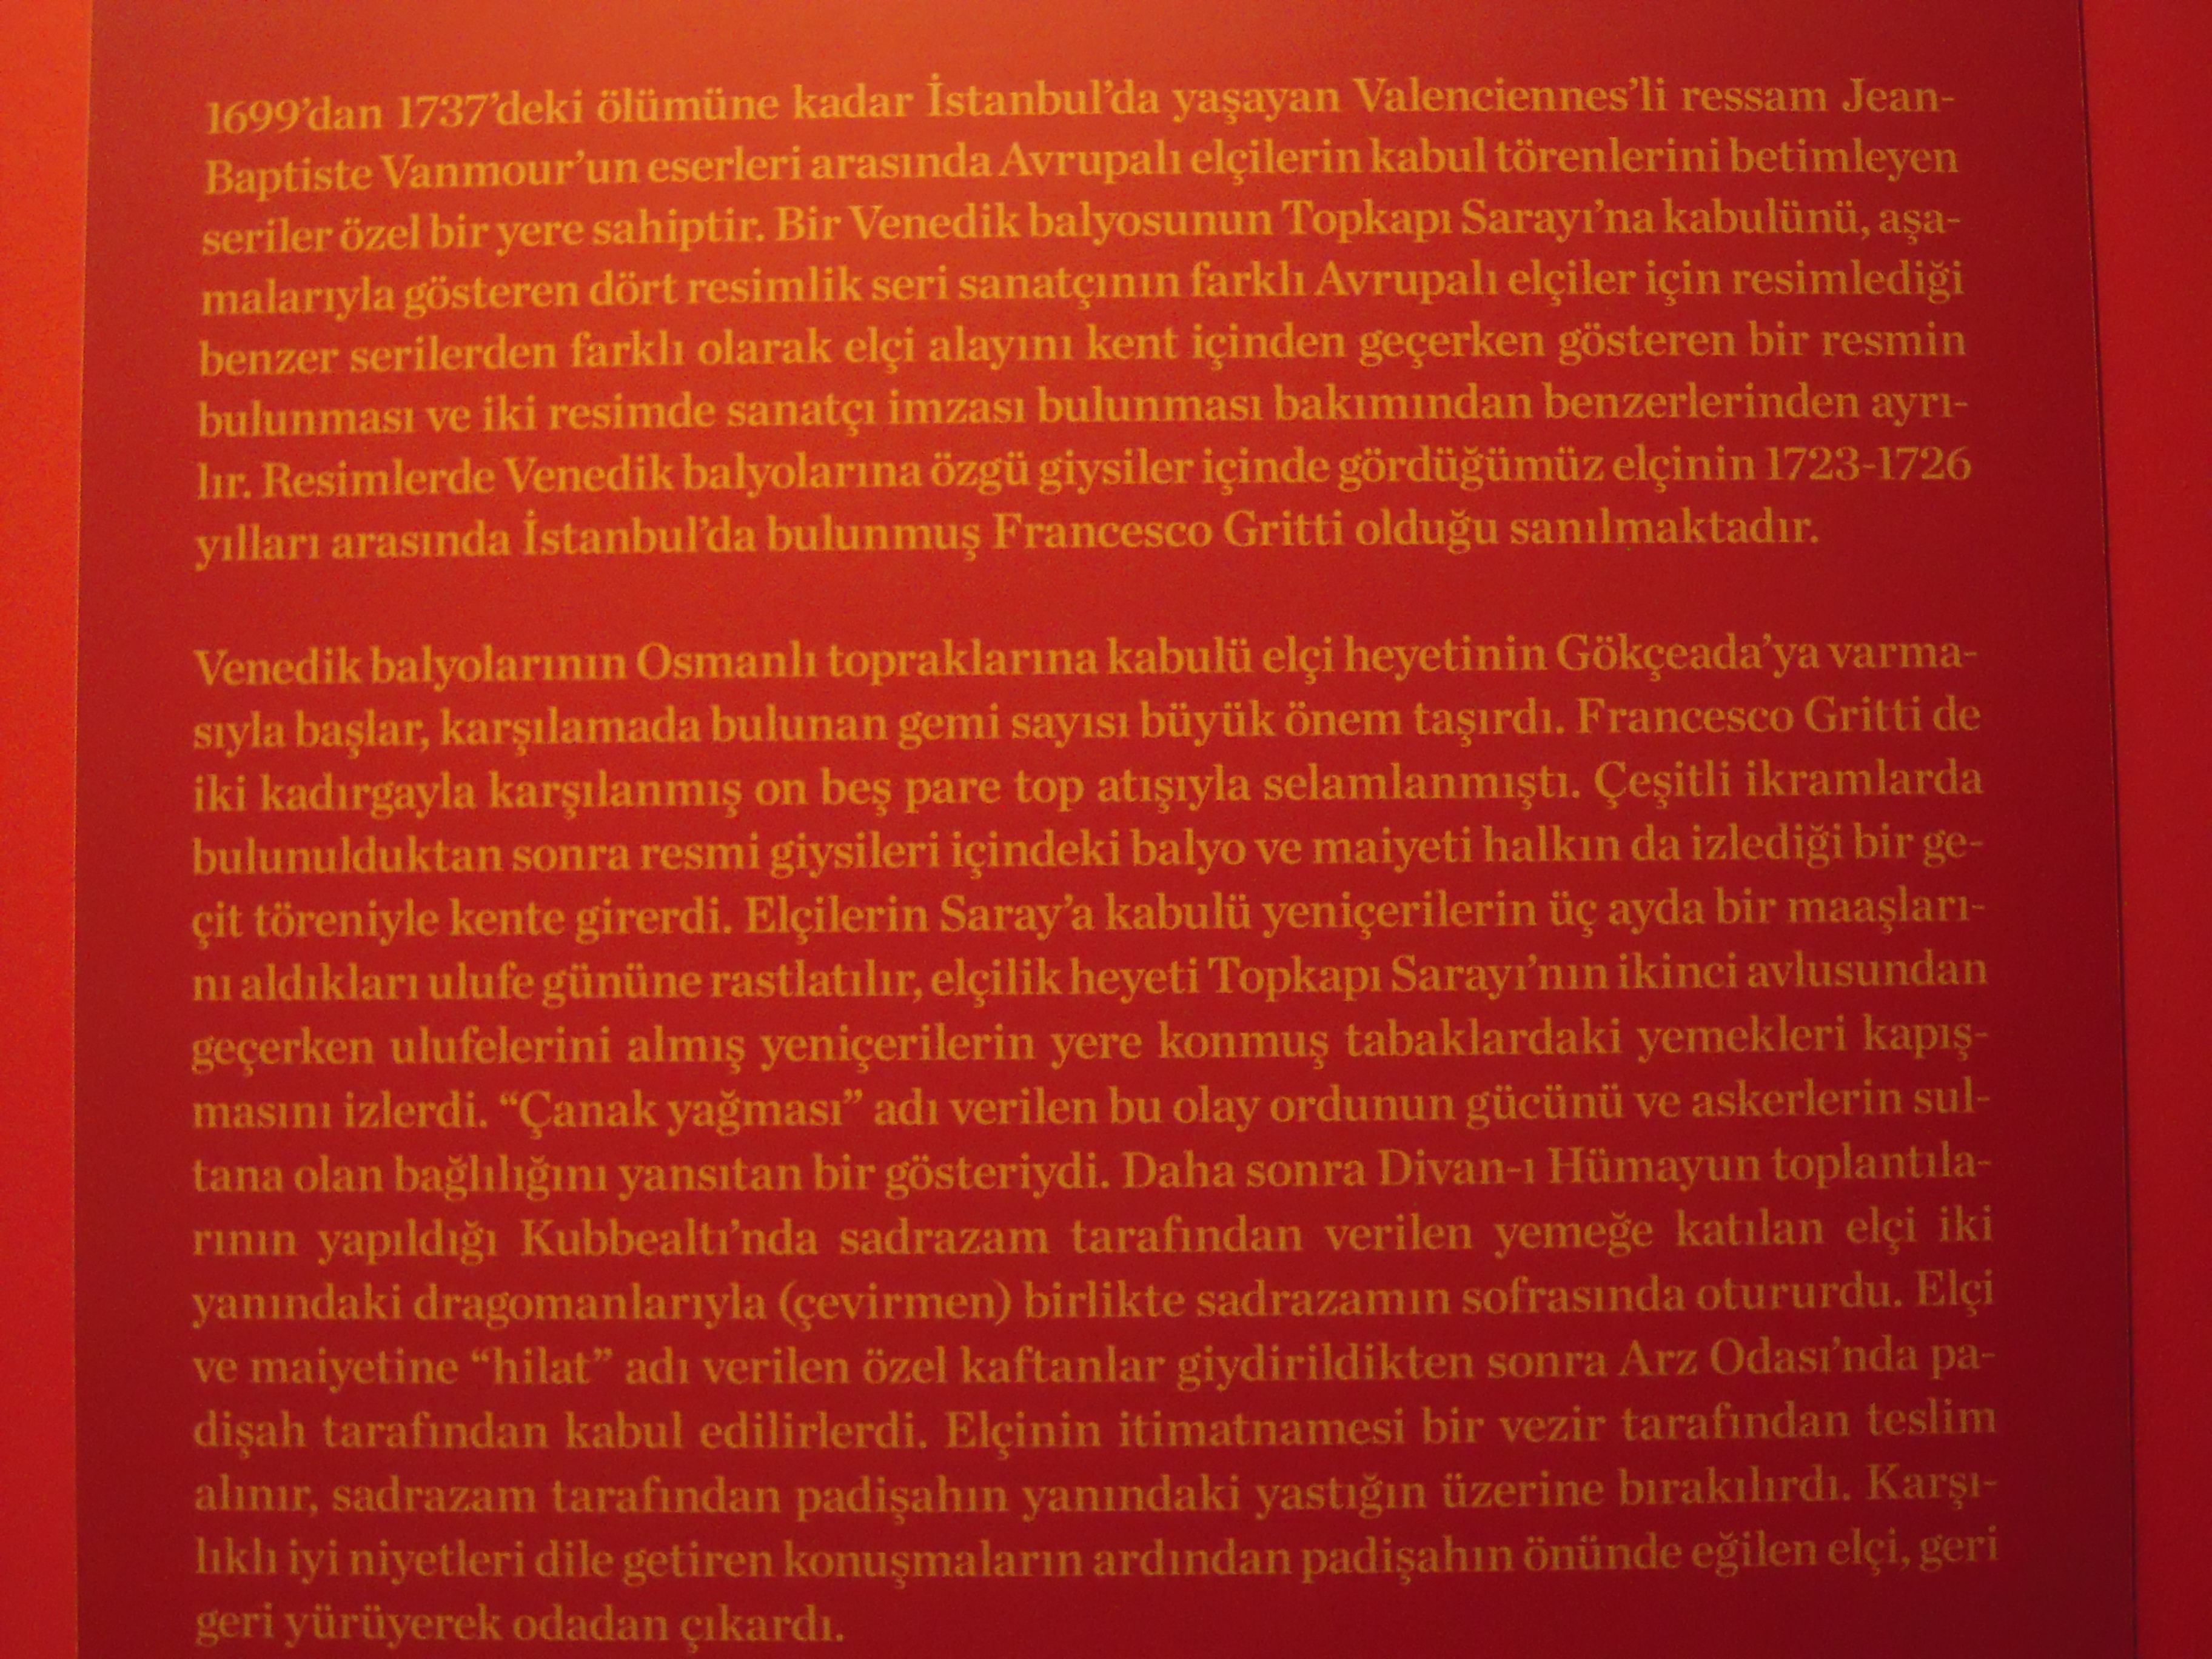 1699’dan 1737’deki ölümüne kadar İstanbul’da yaşayan Valenciennes’li ressam Jean-
Baptiste Vanmour’un eserleri arasında Avrupalı elçilerin kabul törenlerini betimleyen
seriler özel bir yere sahiptir. Bir Venedik balyosunun Topkapı Sarayı’na kabulünü, aşa-
malarıyla gösteren dört resimlik seri sanatçının farklı Avrupalı elçiler için resimlediği
benzer serilerden farklı olarak elçi alayını kent içinden geçerken gösteren bir resmin
bulunması ve iki resimde sanatçı imzası bulunması bakımından benzerlerinden ayrı-
lır. Resimlerde Venedik balyolarına özgü giysiler içinde gördüğümüz elçinin 1723-1726
yılları arasında İstanbul’da bulunmuş Francesco Gritti olduğu sanılmaktadır.
Venedik balyolarının Osmanlı topraklarına kabulü elçi heyetinin Gökçeada’ya varma-
sıyla başlar, karşılamada bulunan gemi sayısı büyük önem taşırdı. Francesco Gritti de
iki kadırgayla karşılanmış on beş pare top atışıyla selamlanmıştı. Çeşitli ikramlarda
bulunulduktan sonra resmi giysileri içindeki balyo ve maiyeti halkın da izlediği bir ge-
çit töreniyle kente girerdi. Elçilerin Saray’a kabulü yeniçerilerin üç ayda bir maaşları-
nı aldıkları ulufe gününe rastlatılır, elçilik heyeti Topkapı Sarayı’nın ikinci avlusundan
geçerken ulufelerini almış yeniçerilerin yere konmuş tabaklardaki yemekleri kapış-
masını izlerdi. “Çanak yağması” adı verilen bu olay ordunun gücünü ve askerlerin sul-
tana olan bağlılığını yansıtan bir gösteriydi. Daha sonra Divan-ı Hümayun toplantıla-
rının yapıldığı Kubbealtı’nda sadrazam tarafından verilen yemeğe katılan elçi iki
yanındaki dragomanlarıyla (çevirmen) birlikte sadrazamın sofrasında otururdu. Elçi
ve maiyetine “hilat” adı verilen özel kaftanlar giydirildikten sonra Arz Odası’nda pa-
dişah tarafından kabul edilirlerdi. Elçinin itimatnamesi bir vezir tarafından teslim
alınır, sadrazam tarafından padişahın yanındaki yastığın üzerine bırakılırdı. Karşı-
lıklı iyi niyetleri dile getiren konuşmaların ardından padişahın önünde eğilen elçi, geri
geri yürüyerek odadan çıkardı.